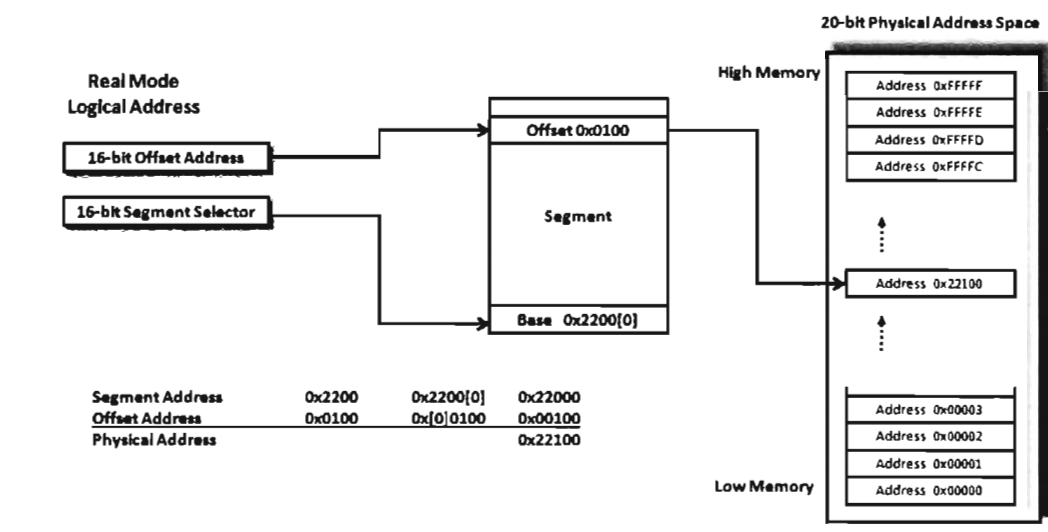 20-bit Physical Address Space
Real Mode
Logical Address
16-bit Offset Address
16-bit Segment Selector
Offset 0x0100
Segment
Base 0x2200[0]
High Memory
Address 0xFFFFF
Address 0xFFFFE
Address 0xFFFFD
Address 0xFFFFC
Address 0x22100
Address 0x00003
Address 0x00002
Address 0x00001
Address 0x00000
Low Memory
Segment Address 0x2200 0x2200[0] 0x22000
Offset Address 0x0100 0x[0]0100 0x00100
Physical Address 0x22100